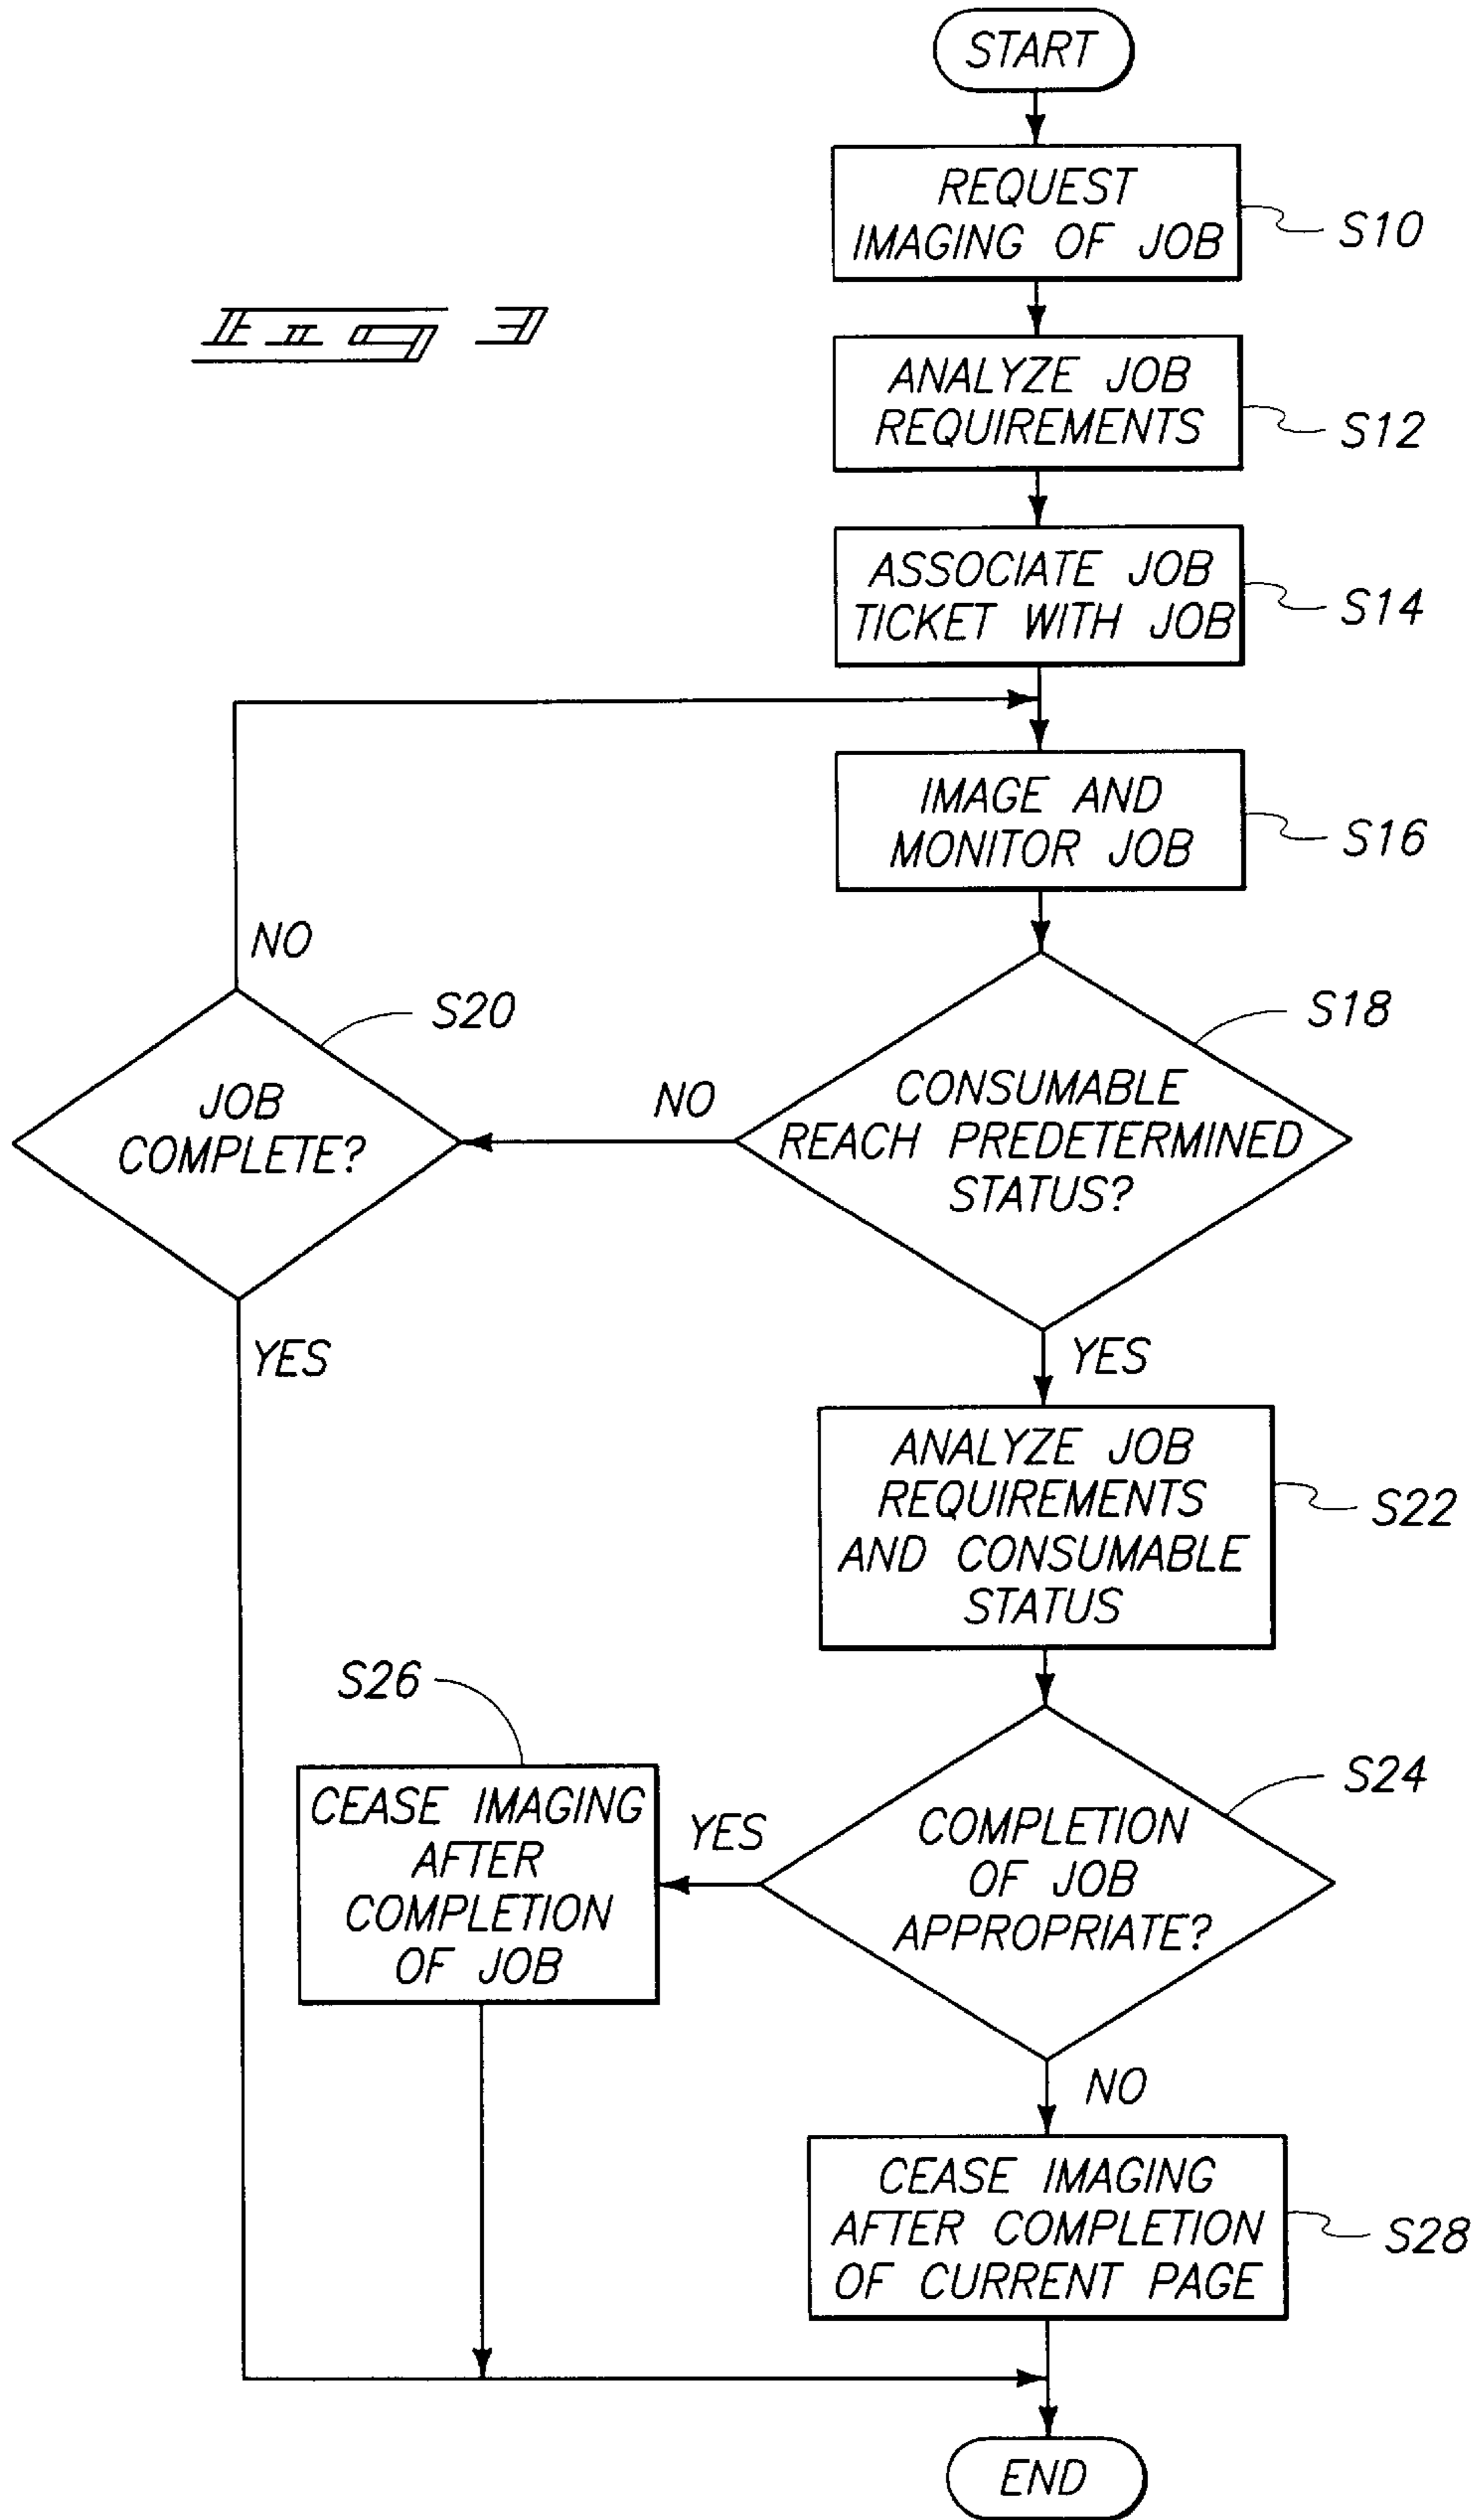 START
REQUEST
IMAGING OF JOB
S10
Fig 3
ANALYZE JOB
REQUIREMENTS
S12
ASSOCIATE JOB
TICKET WITH JOB
S14
IMAGE AND
MONITOR JOB
S16
NO
S20
JOB
COMPLETE?
YES
NO
S18
CONSUMABLE
REACH PREDETERMINED
STATUS?
YES
ANALYZE JOB
REQUIREMENTS
AND CONSUMABLE
STATUS
S22
S26
CEASE IMAGING
AFTER
COMPLETION
OF JOB
YES
S24
COMPLETION
OF JOB
APPROPRIATE?
NO
CEASE IMAGING
AFTER COMPLETION
OF CURRENT PAGE
S28
END